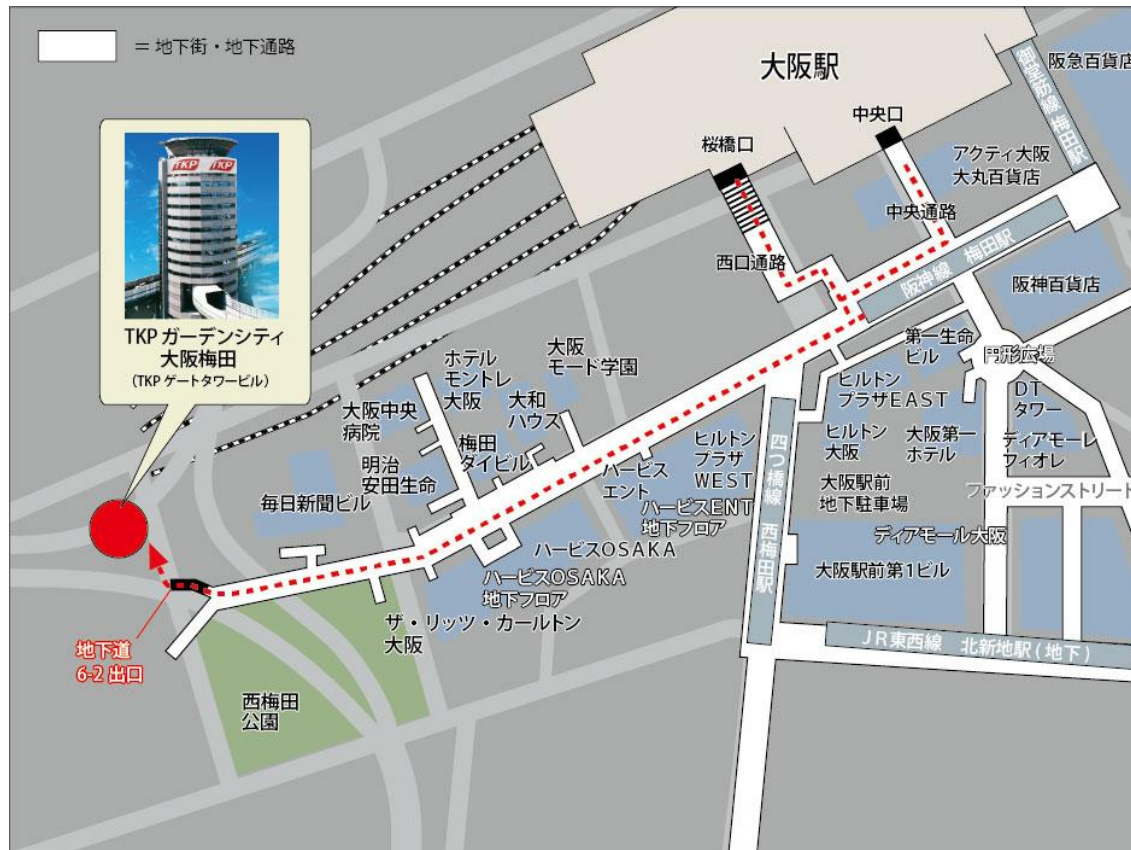 ＝地下街・地下通路
大阪駅
御堂筋線 梅田駅
阪急百貨店
中央口
桜橋口
アクティ大阪
大丸百貨店
中央通路
西口通路
阪神線 梅田駅
阪神百貨店
TKP TKP
TKP ガーデンシティ
大阪梅田
(TKP ゲートタワービル)
第一生命
ビル
円形広場
ホテル
モントレ
大阪
大阪
モード学園
大阪中央
病院
大和
ハウス
ヒルトン
プラザEAST
DT
タワー
梅田
ダイビル
明治
安田生命
毎日新聞ビル
ヒルトン
プラザ
WEST
四つ橋線 西梅田駅
ヒルトン
大阪
大阪第一
ホテル
ディアモーレ
フィオレ
ハービス
エント
ハービスENT
地下フロア
大阪駅前
地下駐車場
ファッションストリート
ディアモール大阪
ハービスOSAKA
ハービスOSAKA
地下フロア
大阪駅前第1ビル
ザ・リッツ・カールトン
大阪
JR東西線 北新地駅(地下)
地下道
6-2 出口
西梅田
公園